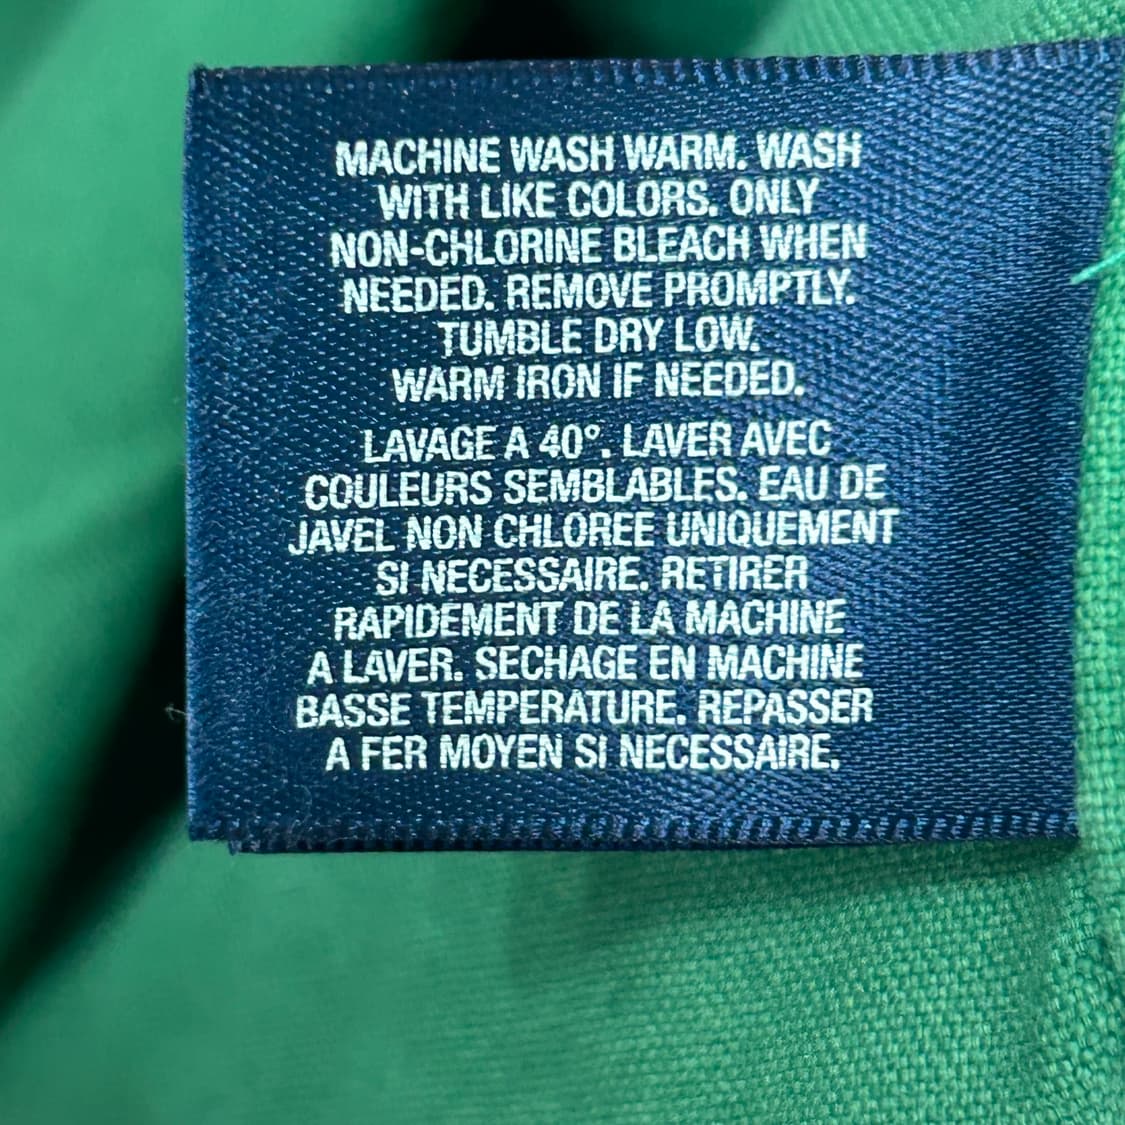 MACHINE WASH WARM. WASH
WITH LIKE COLORS. ONLY
NON-CHLORINE BLEACH WHEN
NEEDED. REMOVE PROMPTLY.
TUMBLE DRY LOW.
WARM IRON IF NEEDED.
LAVAGE A 40°. LAVER AVEC
COULEURS SEMBLABLES. EAU DE
JAVEL NON CHLOREE UNIQUEMENT
SI NECESSAIRE. RETIRER
RAPIDEMENT DE LA MACHINE
A LAVER. SECHAGE EN MACHINE
BASSE TEMPERATURE. REPASSER
A FER MOYEN SI NECESSAIRE.